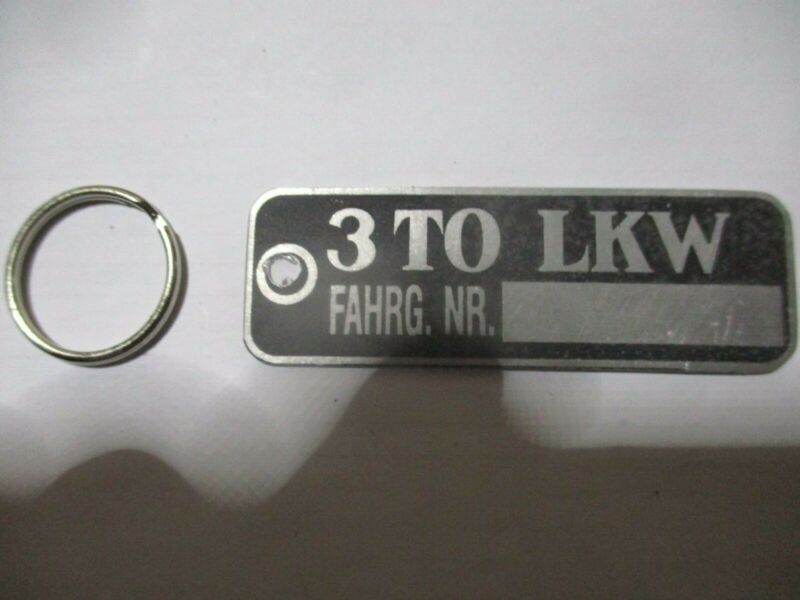 3 TO LKW
FAHRG. NR.